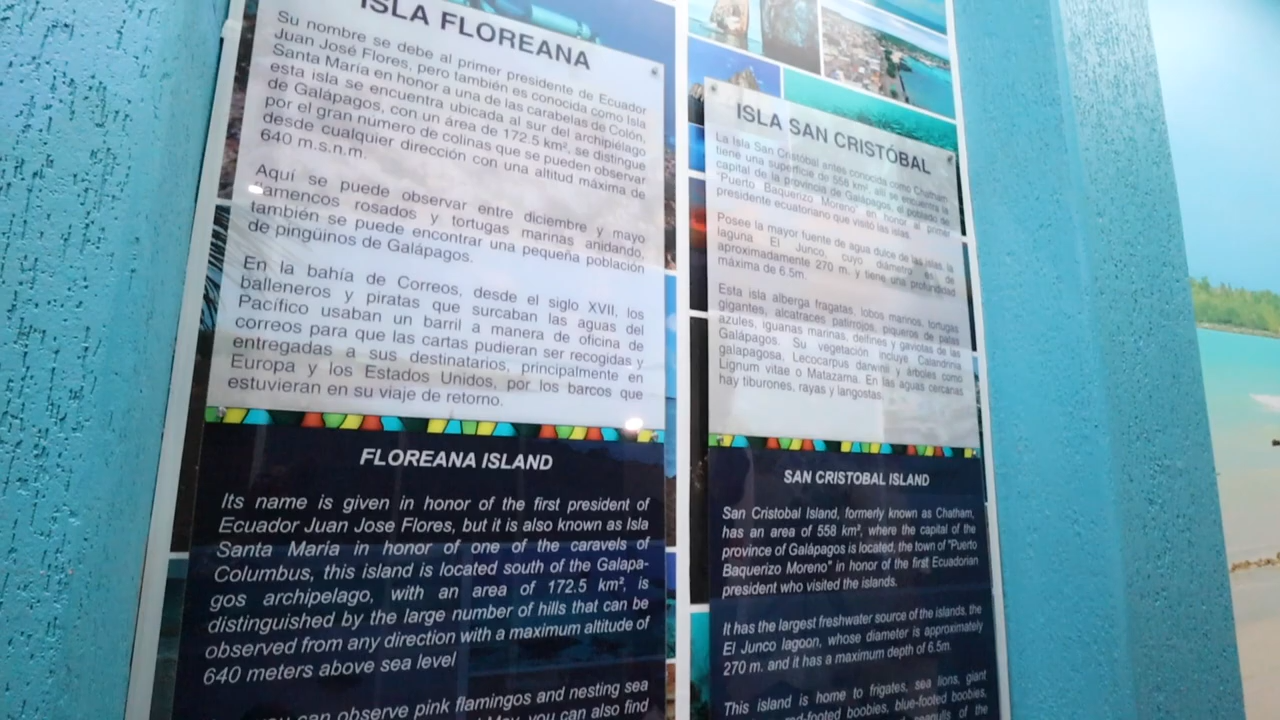 ISLA FLOREANA
Su nombre se debe al primer presidente de Ecuador
Juan José Flores, pero también es conocida como Isla
Santa María en honor a una de las carabelas de Colón,
esta isla se encuentra ubicada al sur del archipiélago
de Galápagos, con un área de 172.5 km², se distingue
por el gran número de colinas que se pueden observar
desde cualquier dirección con una altitud máxima de
640 m.s.n.m.
Aquí se puede observar entre diciembre y mayo
flamencos rosados y tortugas marinas anidando,
también se puede encontrar una pequeña población
de pingüinos de Galápagos.
En la bahía de Correos, desde el siglo XVII, los
balleneros y piratas que surcaban las aguas del
Pacífico usaban un barril a manera de oficina de
correos para que las cartas pudieran ser recogidas y
entregadas a sus destinatarios, principalmente en
Europa y los Estados Unidos, por los barcos que
estuvieran en su viaje de retorno.
FLOREANA ISLAND
Its name is given in honor of the first president of
Ecuador Juan Jose Flores, but it is also known as Isla
Santa María in honor of one of the caravels of
Columbus, this island is located south of the Galapa-
gos archipelago, with an area of 172.5 km², is
distinguished by the large number of hills that can be
observed from any direction with a maximum altitude of
640 meters above sea level
you can observe pink flamingos and nesting sea
May, you can also find
ISLA SAN CRISTÓBAL
La Isla San Cristóbal antes conocida como Chatham
tiene una superficie de 558 km², allí se encuentra la
capital de la provincia de Galápagos, el poblado de
"Puerto Baquerizo Moreno" en honor al primer
presidente ecuatoriano que visitó las islas.
Posee la mayor fuente de agua dulce de las islas, la
laguna El Junco, cuyo diámetro es de
aproximadamente 270 m. y tiene una profundidad
máxima de 6.5m.
Esta isla alberga fragatas, lobos marinos, tortugas
gigantes, alcatraces patirrojos, piqueros de patas
azules, iguanas marinas, delfines y gaviotas de las
Galápagos. Su vegetación incluye Calandrinia
galapagosa, Lecocarpus darwinii y árboles como
Lignum vitae o Matazarna. En las aguas cercanas
hay tiburones, rayas y langostas.
SAN CRISTOBAL ISLAND
San Cristobal Island, formerly known as Chatham,
has an area of 558 km², where the capital of the
province of Galápagos is located, the town of "Puerto
Baquerizo Moreno" in honor of the first Ecuadorian
president who visited the islands.
It has the largest freshwater source of the islands, the
El Junco lagoon, whose diameter is approximately
270 m. and it has a maximum depth of 6.5m.
This island is home to frigates, sea lions, giant
red-footed boobies, blue-footed boobies,
seagulls of the